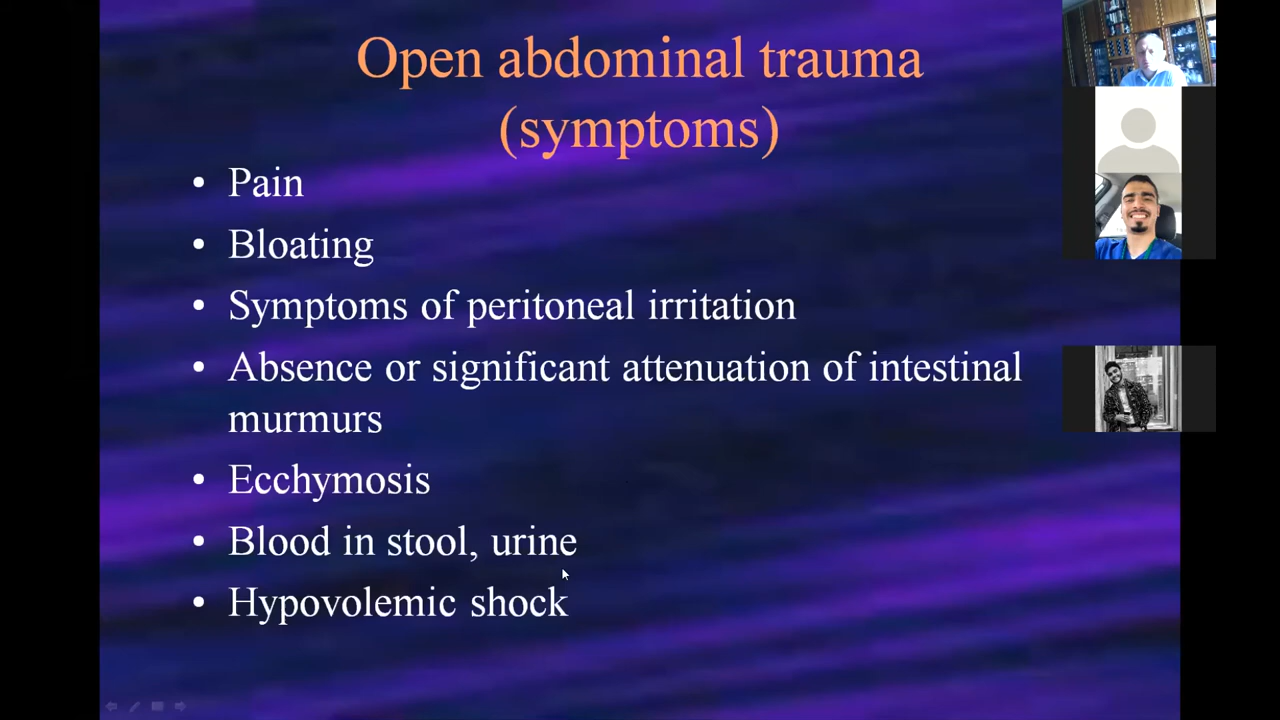 Open abdominal trauma
(symptoms)
• Pain
• Bloating
• Symptoms of peritoneal irritation
• Absence or significant attenuation of intestinal
murmurs
• Ecchymosis
• Blood in stool, urine
• Hypovolemic shock